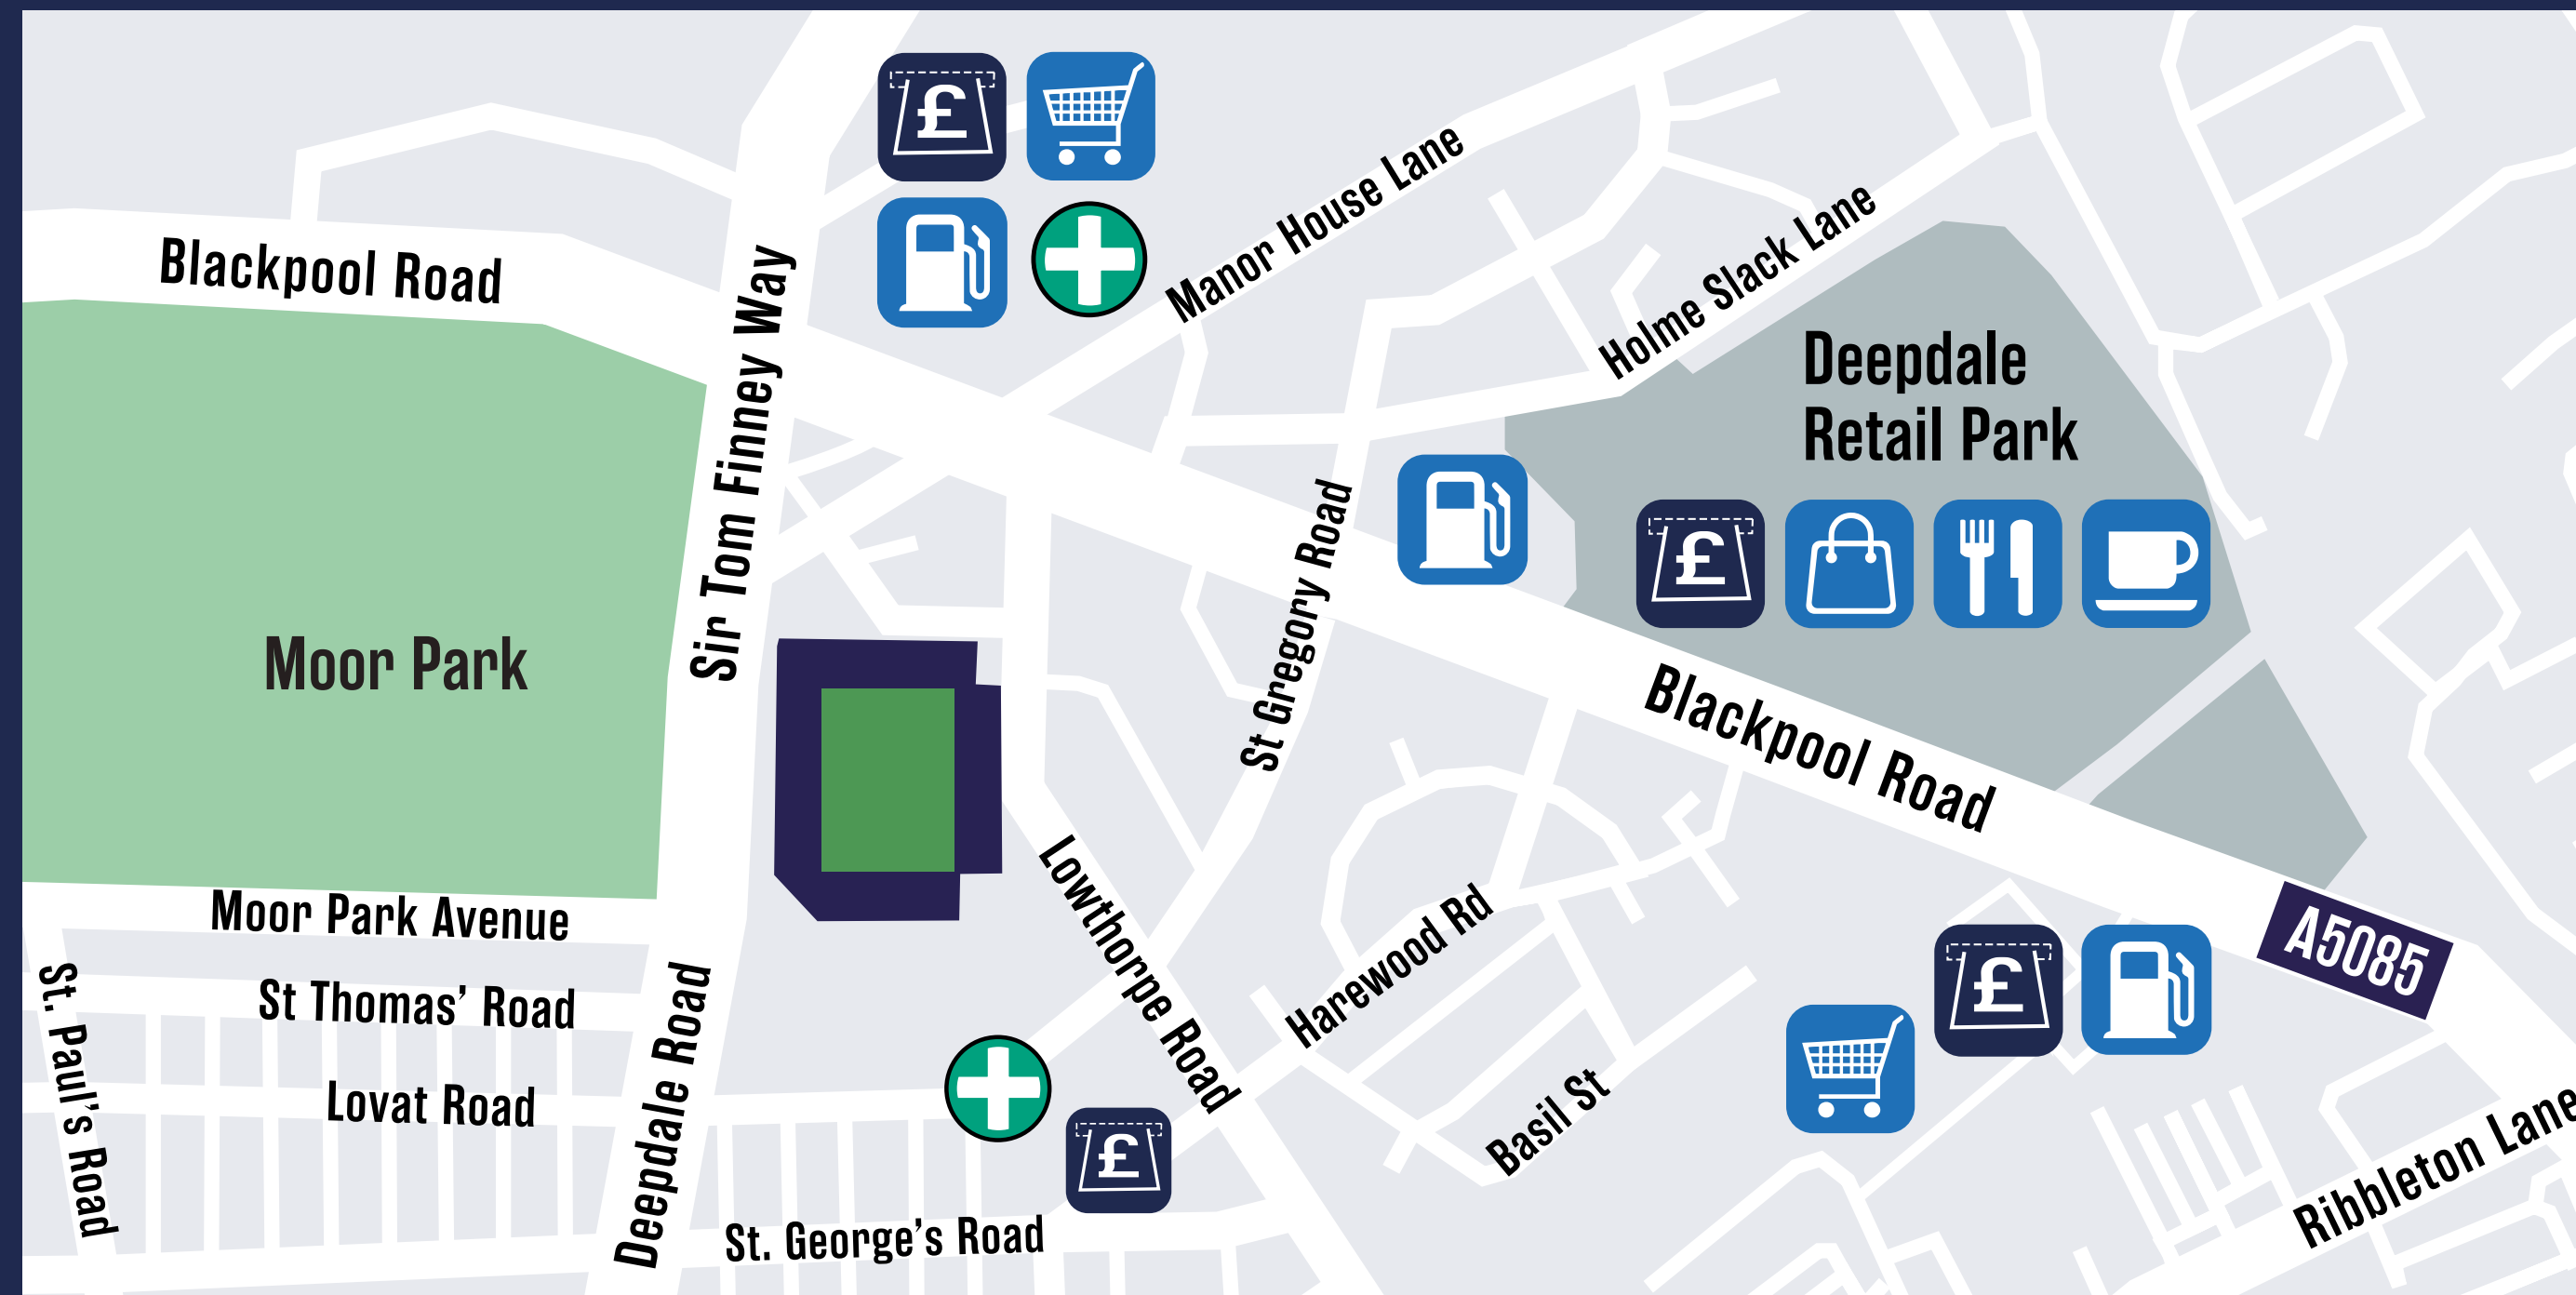 £
Blackpool Road
Sir Tom Finney Way
Manor House Lane
Holme Slack Lane
Deepdale
Retail Park
£
Moor Park
St Gregory Road
Blackpool Road
A5085
Moor Park Avenue
St Thomas’ Road
Lovat Road
St. Paul’s Road
Deepdale Road
Lowthorpe Road
Harewood Rd
Basil St
£
£
St. George’s Road
Ribbleton Lane